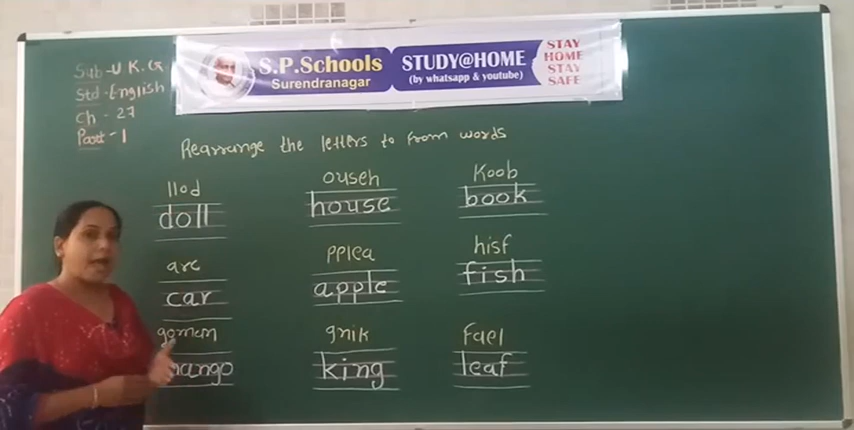 S.P.Schools
Surendranagar
STUDY@HOME
(by whatsapp & youtube)
STAY
HOME
STAY
SAFE
Sub - U K. G
Std - English
Ch - 27
Part - 1
Rearrange the letters to from words
llod ouseh Koob
doll house book
arc pplea hisf
car apple fish
gnik Fael
king leaf